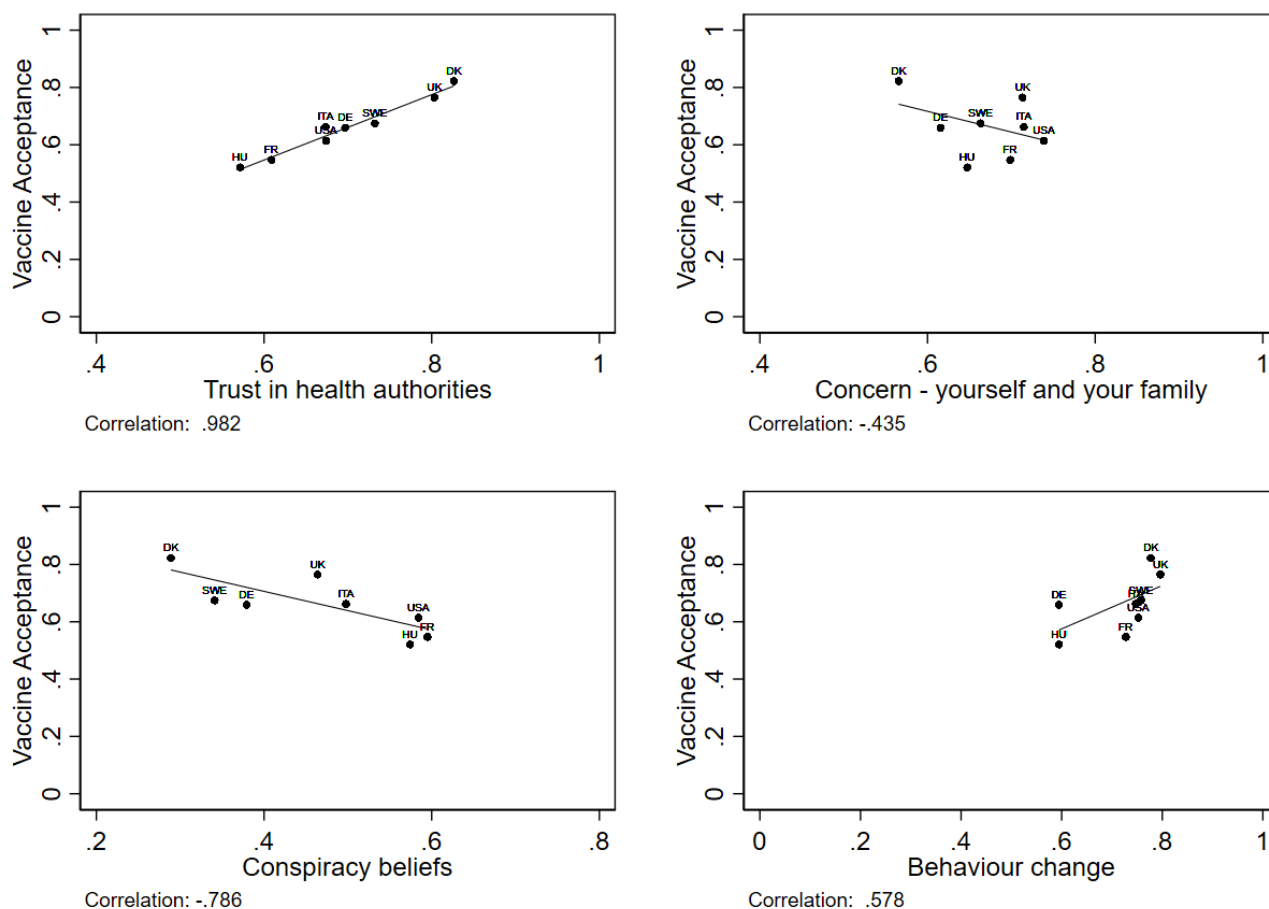 Vaccine Acceptance
0 .2 .4 .6 .8 1
DK
UK
SWE
ITA
DE
USA
FR
HU
.4 .6 .8 1
Trust in health authorities
Correlation: .982
Vaccine Acceptance
0 .2 .4 .6 .8 1
DK
UK
SWE
ITA
DE
USA
HU
FR
.4 .6 .8 1
Concern - yourself and your family
Correlation: -.435
Vaccine Acceptance
0 .2 .4 .6 .8 1
DK
UK
SWE
DE
ITA
USA
HU
FR
.2 .4 .6 .8
Conspiracy beliefs
Correlation: -.786
Vaccine Acceptance
0 .2 .4 .6 .8 1
DK
UK
DE
ITA
SWE
USA
HU
FR
0 .2 .4 .6 .8 1
Behaviour change
Correlation: .578